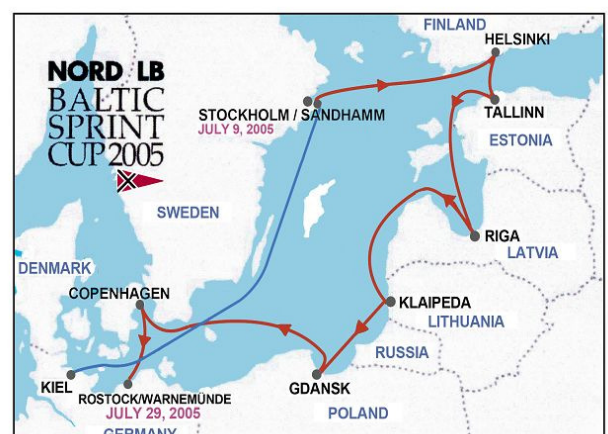 FINLAND
HELSINKI
NORD LB
BALTIC
SPRINT
CUP 2005
STOCKHOLM / SANDHAMM
JULY 9, 2005
TALLINN
ESTONIA
SWEDEN
RIGA
LATVIA
DENMARK
COPENHAGEN
KLAIPEDA
LITHUANIA
RUSSIA
KIEL
ROSTOCK/WARNEMÜNDE
JULY 29, 2005
GDANSK
POLAND
GERMANY